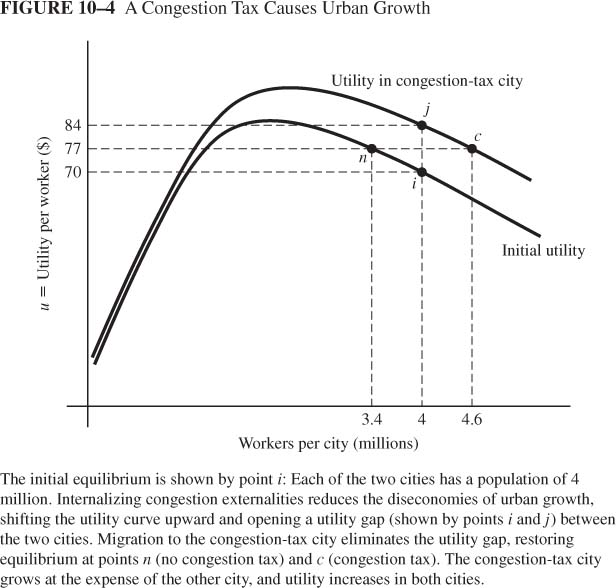 FIGURE 10–4 A Congestion Tax Causes Urban Growth
Utility in congestion-tax city
j
84
c
77
n
70
i
u = Utility per worker ($)
Initial utility
3.4 4 4.6
Workers per city (millions)
The initial equilibrium is shown by point i: Each of the two cities has a population of 4
million. Internalizing congestion externalities reduces the diseconomies of urban growth,
shifting the utility curve upward and opening a utility gap (shown by points i and j) between
the two cities. Migration to the congestion-tax city eliminates the utility gap, restoring
equilibrium at points n (no congestion tax) and c (congestion tax). The congestion-tax city
grows at the expense of the other city, and utility increases in both cities.